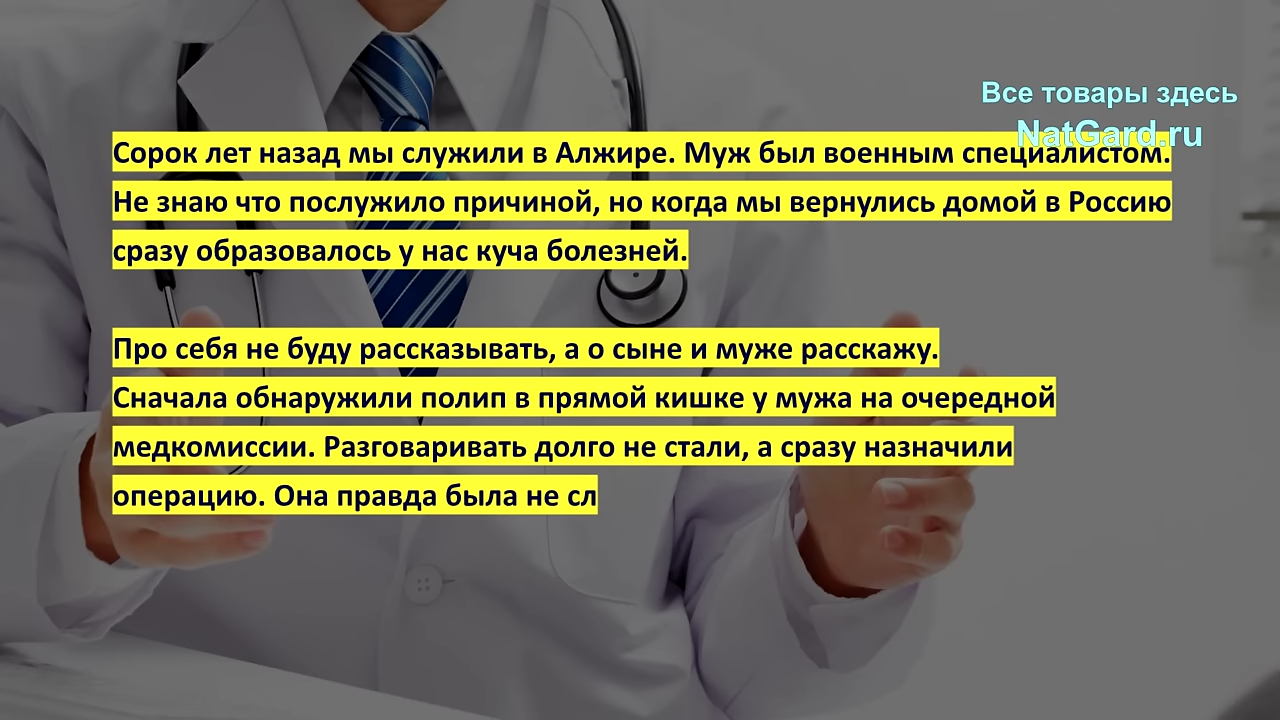 Все товары здесь
NatGard.ru
Сорок лет назад мы служили в Алжире. Муж был военным специалистом.
Не знаю что послужило причиной, но когда мы вернулись домой в Россию
сразу образовалось у нас куча болезней.
Про себя не буду рассказывать, а о сыне и муже расскажу.
Сначала обнаружили полип в прямой кишке у мужа на очередной
медкомиссии. Разговаривать долго не стали, а сразу назначили
операцию. Она правда была не сл